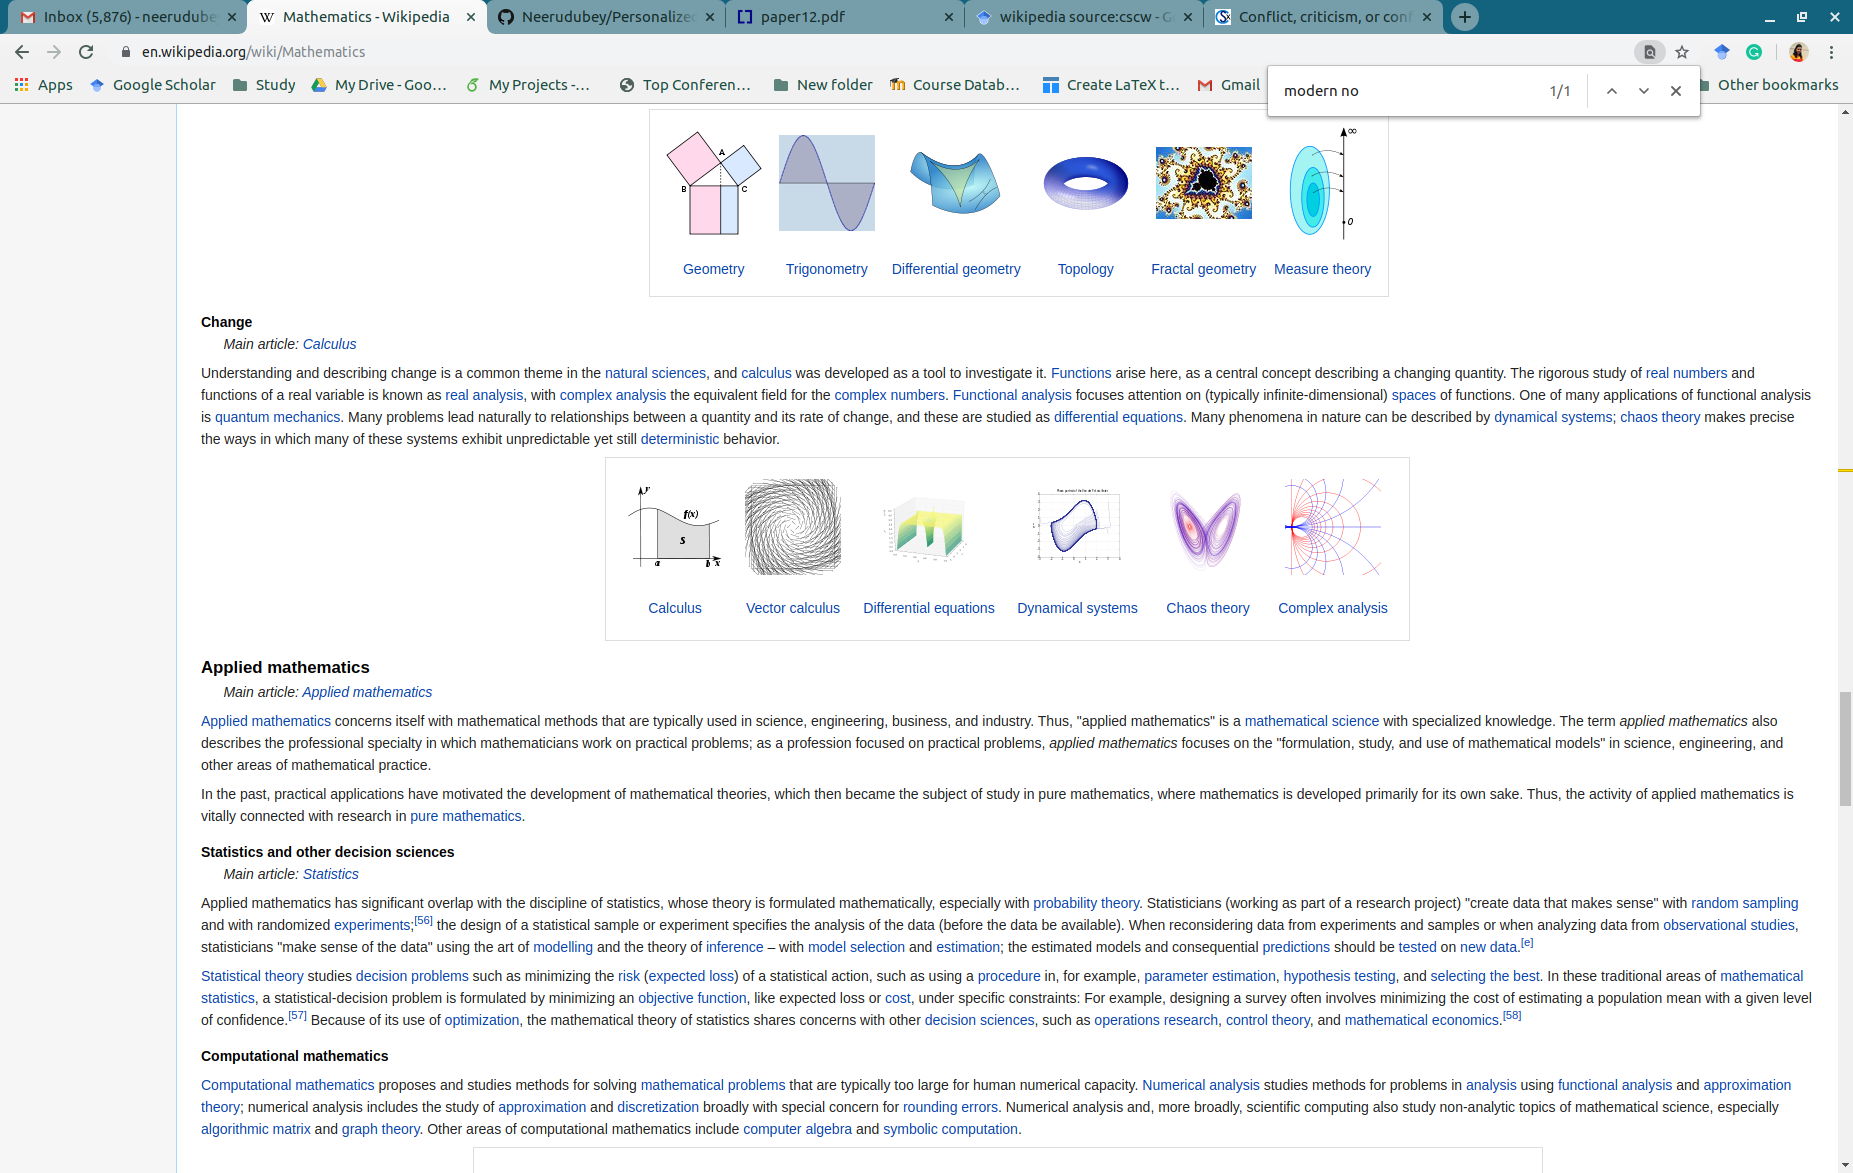 Inbox (5,876) - neerudube
Mathematics - Wikipedia
Neerudubey/Personalized
paper12.pdf
wikipedia source:cscw - G
Conflict, criticism, or conf
en.wikipedia.org/wiki/Mathematics
Apps
Google Scholar
Study
My Drive - Goo...
My Projects -...
Top Conferen...
New folder
Course Datab...
Create LaTeX t...
Gmail
Other bookmarks
modern no
1/1
A
B
C
∞
0
Geometry
Trigonometry
Differential geometry
Topology
Fractal geometry
Measure theory
Change
Main article: Calculus
Understanding and describing change is a common theme in the natural sciences, and calculus was developed as a tool to investigate it. Functions arise here, as a central concept describing a changing quantity. The rigorous study of real numbers and
functions of a real variable is known as real analysis, with complex analysis the equivalent field for the complex numbers. Functional analysis focuses attention on (typically infinite-dimensional) spaces of functions. One of many applications of functional analysis
is quantum mechanics. Many problems lead naturally to relationships between a quantity and its rate of change, and these are studied as differential equations. Many phenomena in nature can be described by dynamical systems; chaos theory makes precise
the ways in which many of these systems exhibit unpredictable yet still deterministic behavior.
y
f(x)
S
a
b
x
Calculus
Vector calculus
Differential equations
Dynamical systems
Chaos theory
Complex analysis
Applied mathematics
Main article: Applied mathematics
Applied mathematics concerns itself with mathematical methods that are typically used in science, engineering, business, and industry. Thus, "applied mathematics" is a mathematical science with specialized knowledge. The term applied mathematics also
describes the professional specialty in which mathematicians work on practical problems; as a profession focused on practical problems, applied mathematics focuses on the "formulation, study, and use of mathematical models" in science, engineering, and
other areas of mathematical practice.
In the past, practical applications have motivated the development of mathematical theories, which then became the subject of study in pure mathematics, where mathematics is developed primarily for its own sake. Thus, the activity of applied mathematics is
vitally connected with research in pure mathematics.
Statistics and other decision sciences
Main article: Statistics
Applied mathematics has significant overlap with the discipline of statistics, whose theory is formulated mathematically, especially with probability theory. Statisticians (working as part of a research project) "create data that makes sense" with random sampling
and with randomized experiments;[56] the design of a statistical sample or experiment specifies the analysis of the data (before the data be available). When reconsidering data from experiments and samples or when analyzing data from observational studies,
statisticians "make sense of the data" using the art of modelling and the theory of inference – with model selection and estimation; the estimated models and consequential predictions should be tested on new data.[e]
Statistical theory studies decision problems such as minimizing the risk (expected loss) of a statistical action, such as using a procedure in, for example, parameter estimation, hypothesis testing, and selecting the best. In these traditional areas of mathematical
statistics, a statistical-decision problem is formulated by minimizing an objective function, like expected loss or cost, under specific constraints: For example, designing a survey often involves minimizing the cost of estimating a population mean with a given level
of confidence.[57] Because of its use of optimization, the mathematical theory of statistics shares concerns with other decision sciences, such as operations research, control theory, and mathematical economics.[58]
Computational mathematics
Computational mathematics proposes and studies methods for solving mathematical problems that are typically too large for human numerical capacity. Numerical analysis studies methods for problems in analysis using functional analysis and approximation
theory; numerical analysis includes the study of approximation and discretization broadly with special concern for rounding errors. Numerical analysis and, more broadly, scientific computing also study non-analytic topics of mathematical science, especially
algorithmic matrix and graph theory. Other areas of computational mathematics include computer algebra and symbolic computation.